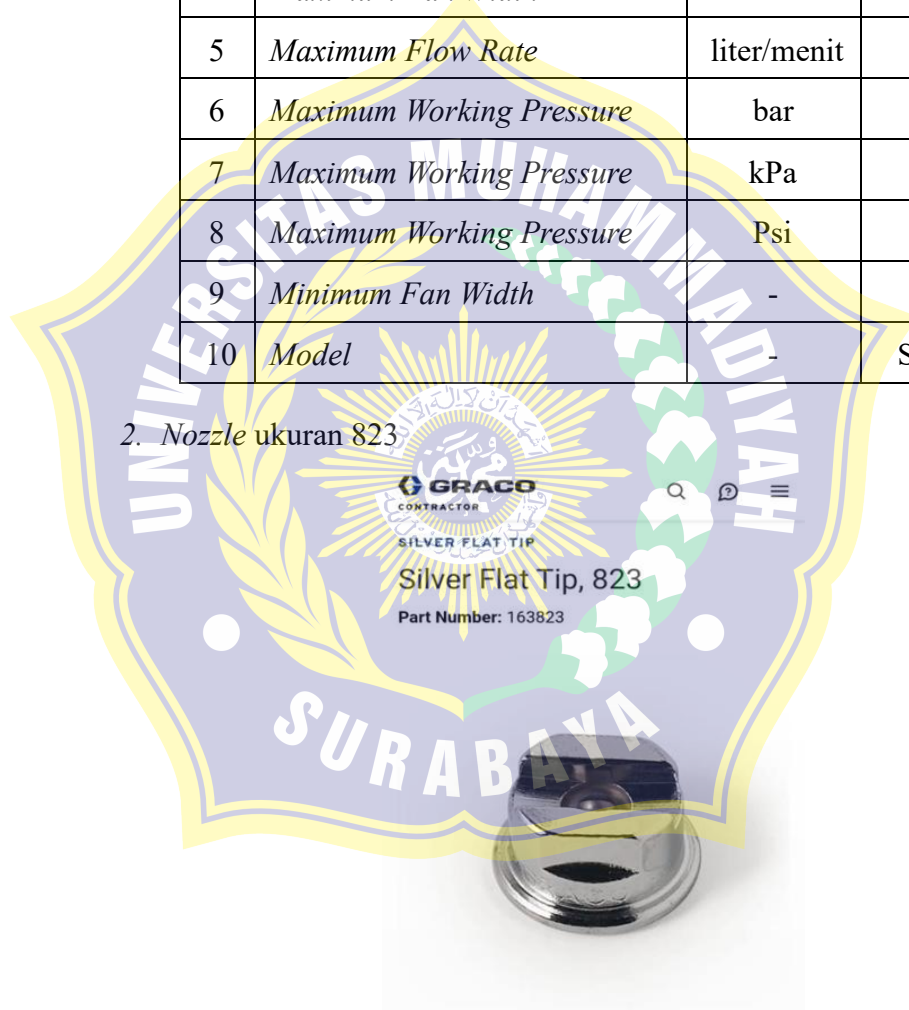 5 Maximum Flow Rate liter/menit
6 Maximum Working Pressure bar
7 Maximum Working Pressure kPa
8 Maximum Working Pressure Psi
9 Minimum Fan Width -
10 Model - S
2. Nozzle ukuran 823
GRACO
CONTRACTOR
SILVER FLAT TIP
Silver Flat Tip, 823
Part Number: 163823
UNIVERSITAS MUHAMMADIYAH
SURABAYA